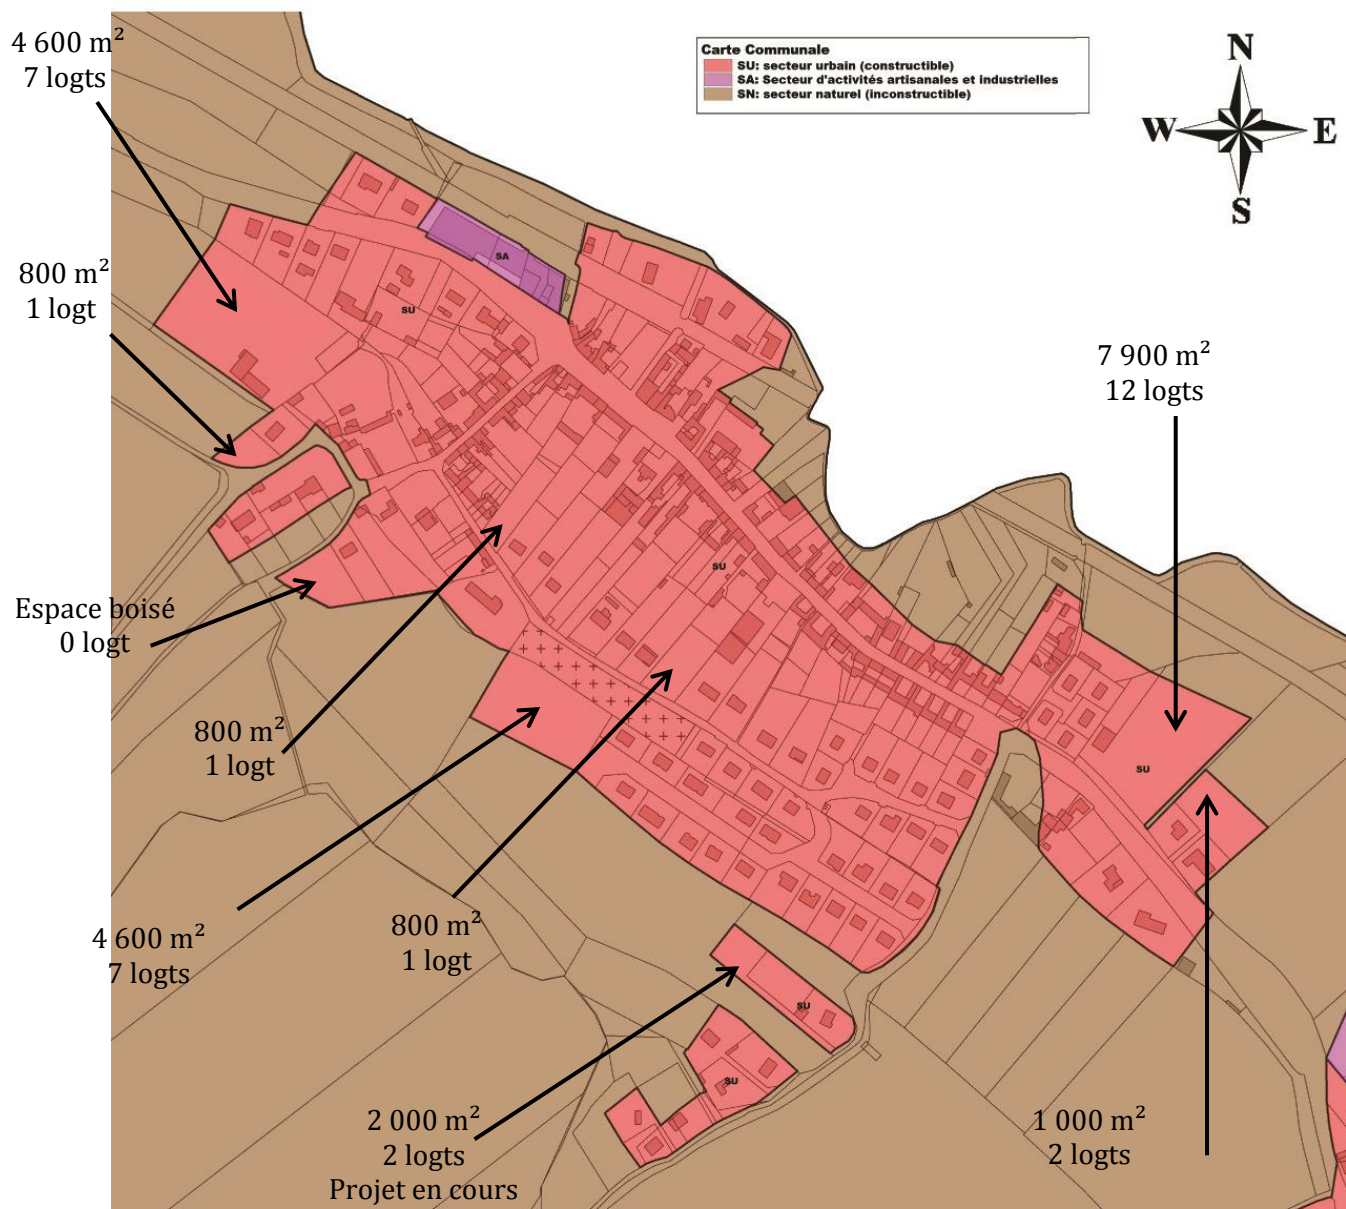 4 600 m²
7 logts
Carte Communale
SU: secteur urbain (constructible)
SA: Secteur d'activités artisanales et industrielles
SN: secteur naturel (inconstructible)
N
W
E
S
800 m²
1 logt
SA
SU
7 900 m²
12 logts
SU
Espace boisé
0 logt
800 m²
1 logt
SU
4 600 m²
7 logts
800 m²
1 logt
SU
SU
2 000 m²
2 logts
Projet en cours
1 000 m²
2 logts